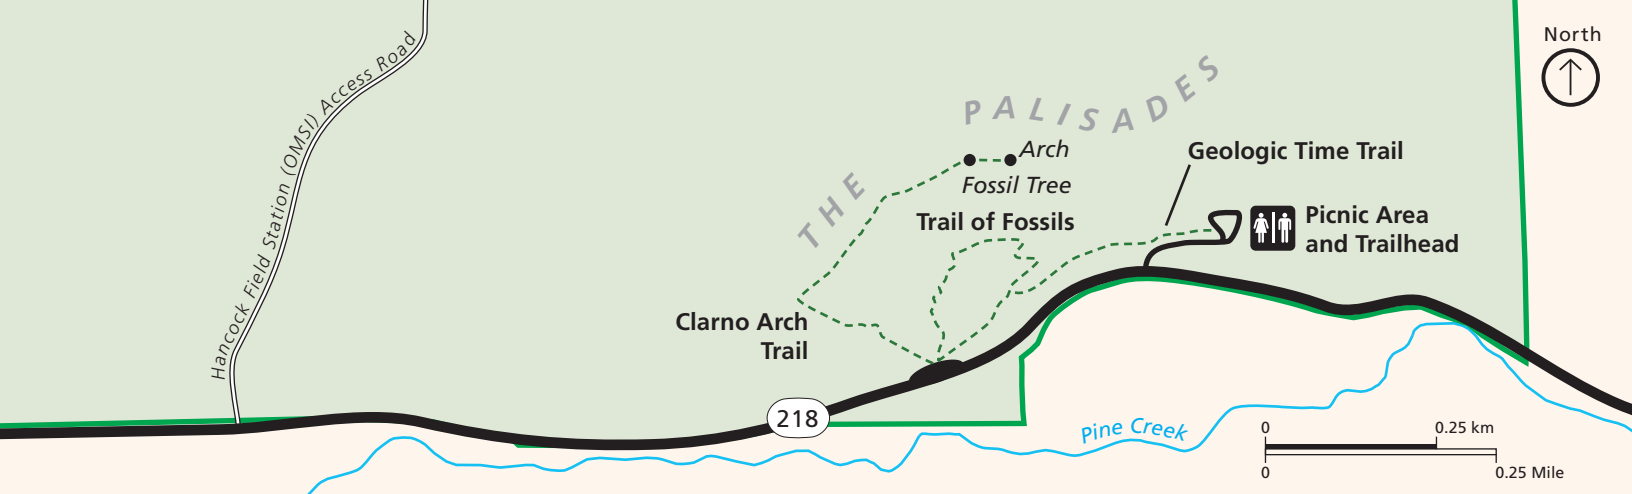 North
Hancock Field Station (OMSI) Access Road
THE PALISADES
Arch
Fossil Tree
Geologic Time Trail
Trail of Fossils
Picnic Area
and Trailhead
Clarno Arch
Trail
218
Pine Creek
0 0.25 km
0 0.25 Mile